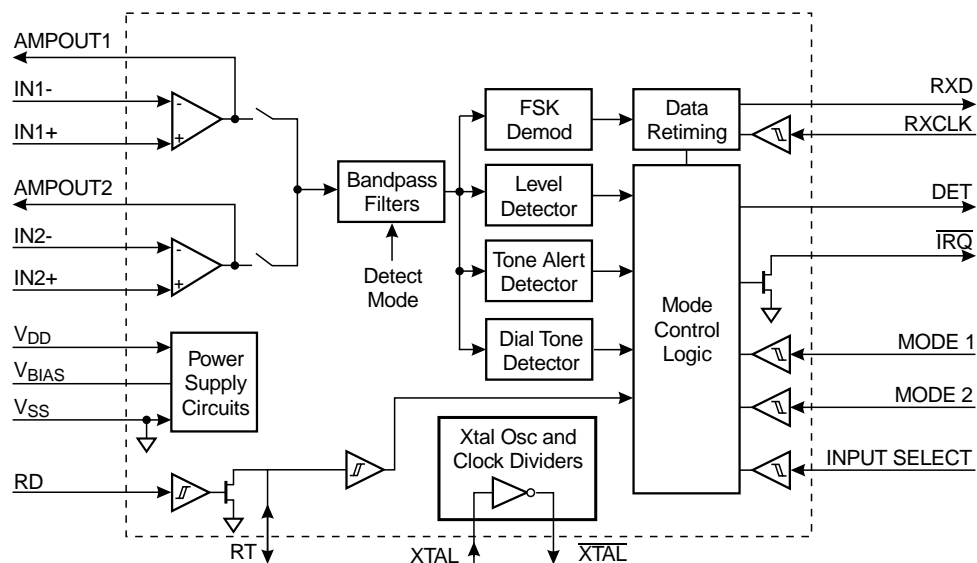 AMPOUT1
IN1-
IN1+
-
+
AMPOUT2
IN2-
IN2+
-
+
VDD
VBIAS
VSS
Power
Supply
Circuits
RD
RT
Bandpass
Filters
Detect
Mode
FSK
Demod
Level
Detector
Tone Alert
Detector
Dial Tone
Detector
Xtal Osc and
Clock Dividers
XTAL
XTAL
Data
Retiming
Mode
Control
Logic
RXD
RXCLK
DET
IRQ
MODE 1
MODE 2
INPUT SELECT